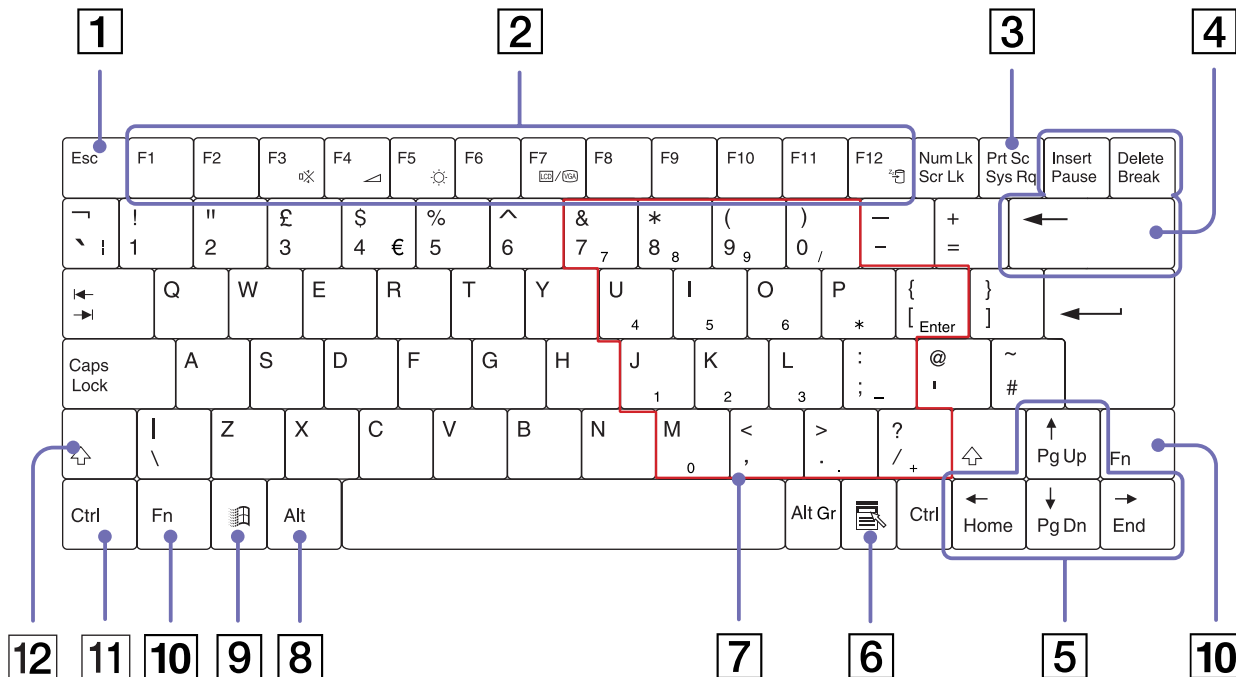 1 2 3 4
Esc F1 F2 F3 F4 F5 F6 F7 LCD/VGA F8 F9 F10 F11 F12 Zz Num Lk Scr Lk Prt Sc Sys Rq Insert Pause Delete Break
¬ ` ¦ ! 1 " 2 £ 3 $ 4 € % 5 ^ 6 & 7 7 * 8 8 ( 9 9 ) 0 / — - + =
Q W E R T Y U 4 I 5 O 6 P * { [ Enter } ]
Caps Lock A S D F G H J 1 K 2 L 3 : ; _ @ ' ~ #
| \ Z X C V B N M 0 < , > . . ? / + ↑ Pg Up Fn
Ctrl Fn Alt Alt Gr Ctrl ← Home ↓ Pg Dn → End
12 11 10 9 8 7 6 5 10